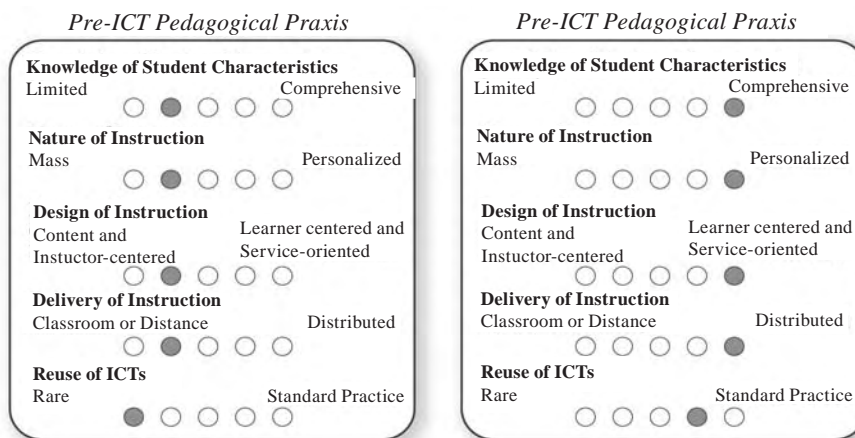 Pre-ICT Pedagogical Praxis
Knowledge of Student Characteristics
Limited Comprehensive
Nature of Instruction
Mass Personalized
Design of Instruction
Content and Learner centered and
Instuctor-centered Service-oriented
Delivery of Instruction
Classroom or Distance Distributed
Reuse of ICTs
Rare Standard Practice
Pre-ICT Pedagogical Praxis
Knowledge of Student Characteristics
Limited Comprehensive
Nature of Instruction
Mass Personalized
Design of Instruction
Content and Learner centered and
Instuctor-centered Service-oriented
Delivery of Instruction
Classroom or Distance Distributed
Reuse of ICTs
Rare Standard Practice